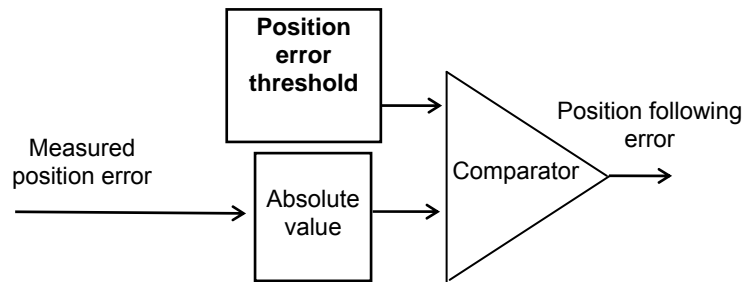 Position
error
threshold
Measured
position error
Absolute
value
Comparator
Position following
error